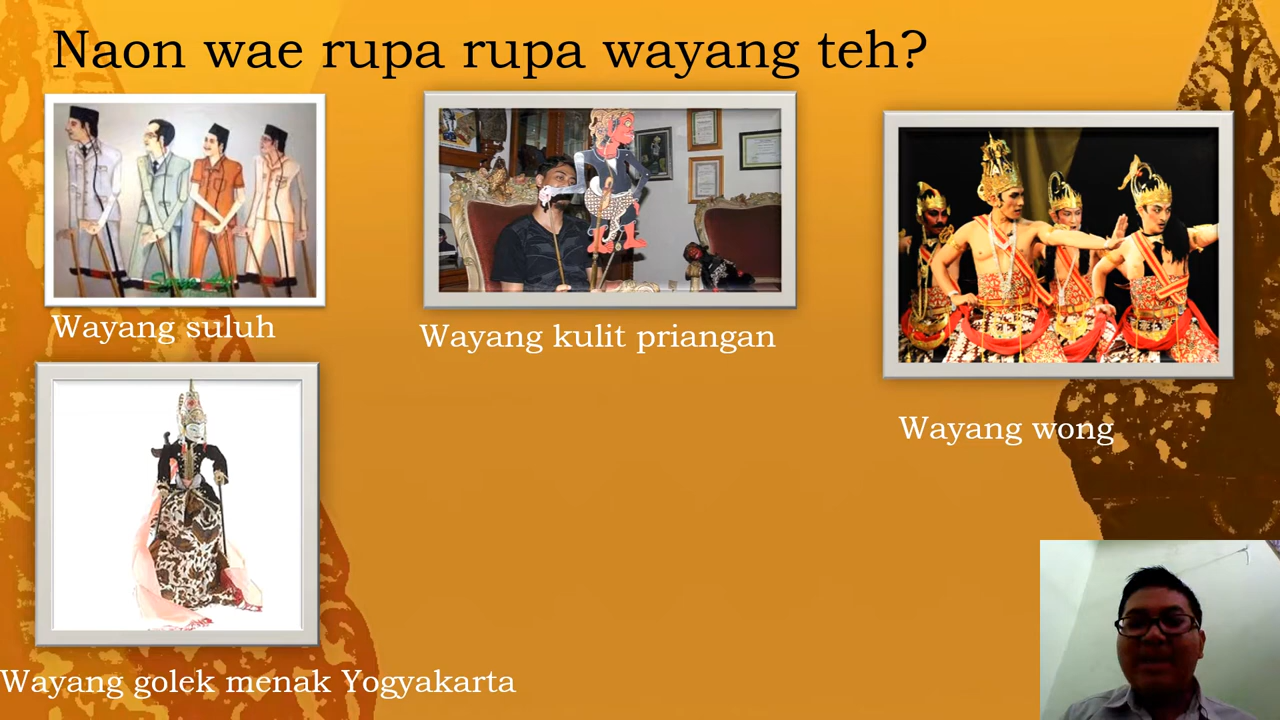 Naon wae rupa rupa wayang teh?
Wayang suluh
Wayang kulit priangan
Wayang wong
Wayang golek menak Yogyakarta